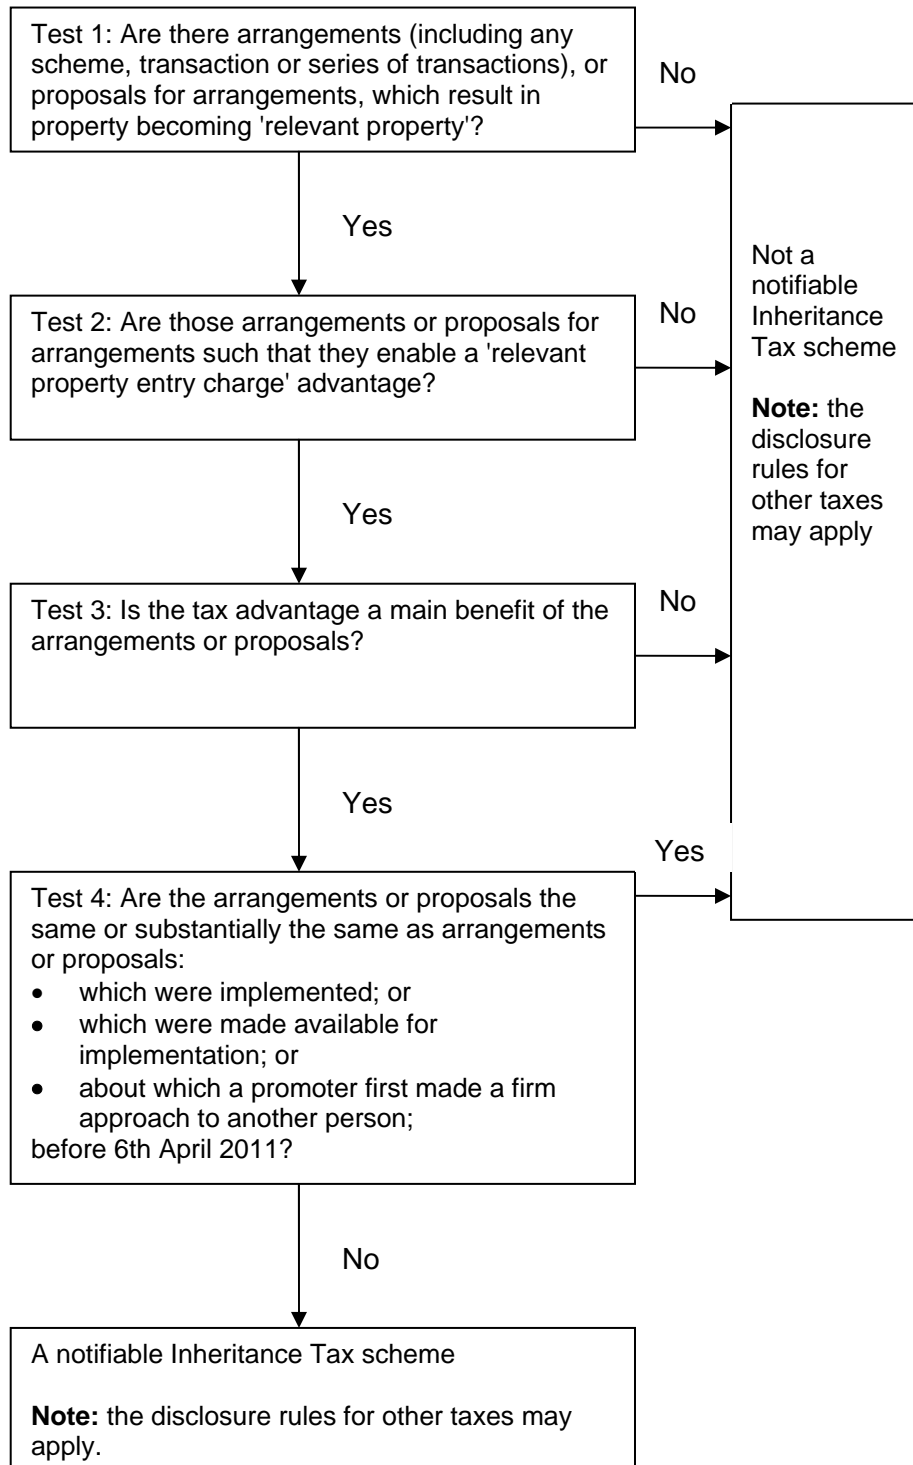 Test 1: Are there arrangements (including any
scheme, transaction or series of transactions), or
proposals for arrangements, which result in
property becoming 'relevant property'?
No
Yes
Test 2: Are those arrangements or proposals for
arrangements such that they enable a 'relevant
property entry charge' advantage?
No
Not a
notifiable
Inheritance
Tax scheme
Note: the
disclosure
rules for
other taxes
may apply
Yes
Test 3: Is the tax advantage a main benefit of the
arrangements or proposals?
No
Yes
Test 4: Are the arrangements or proposals the
same or substantially the same as arrangements
or proposals:
• which were implemented; or
• which were made available for
implementation; or
• about which a promoter first made a firm
approach to another person;
before 6th April 2011?
Yes
No
A notifiable Inheritance Tax scheme
Note: the disclosure rules for other taxes may
apply.